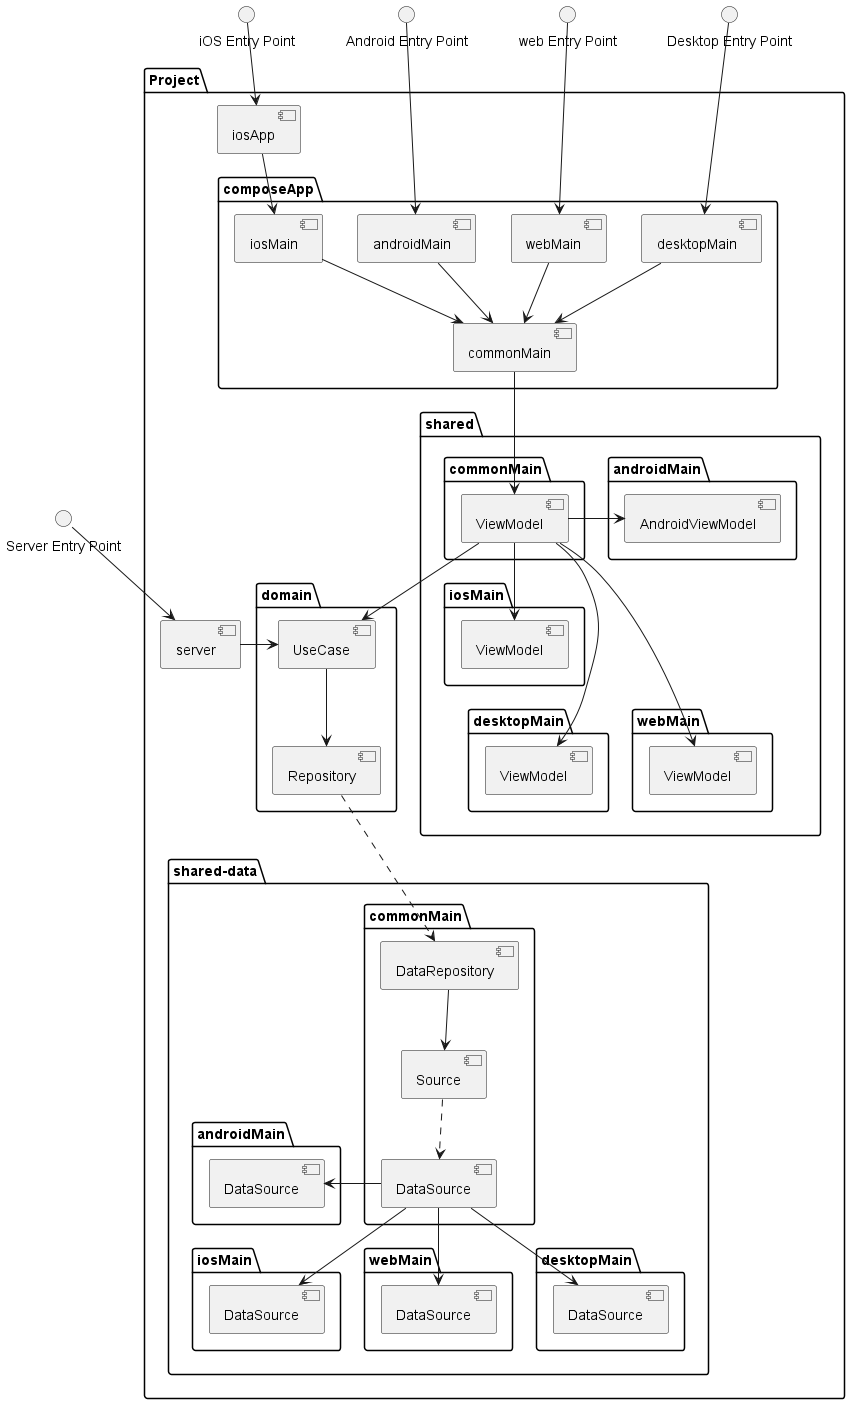 iOS Entry Point
Android Entry Point
web Entry Point
Desktop Entry Point
Project
iosApp
composeApp
iosMain
androidMain
webMain
desktopMain
commonMain
shared
commonMain
androidMain
ViewModel
AndroidViewModel
Server Entry Point
domain
iosMain
server
UseCase
ViewModel
desktopMain
webMain
Repository
ViewModel
ViewModel
shared-data
commonMain
DataRepository
Source
androidMain
DataSource
DataSource
iosMain
webMain
desktopMain
DataSource
DataSource
DataSource